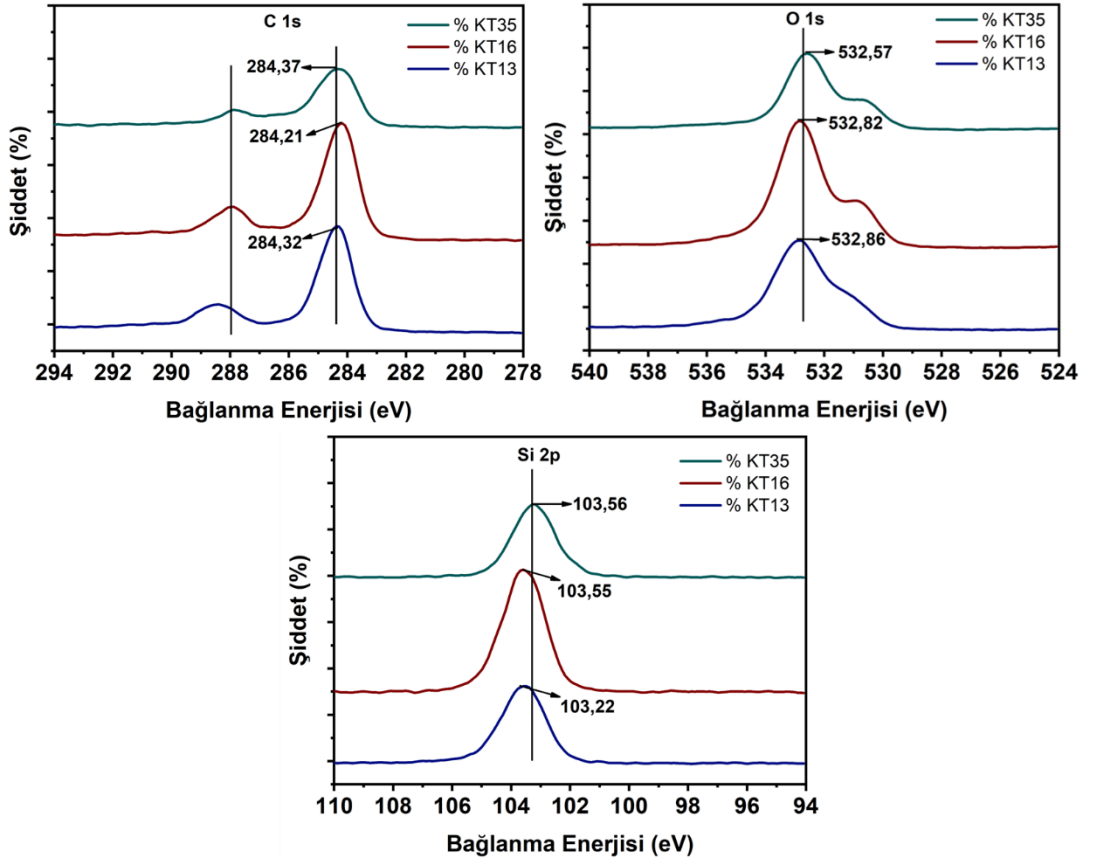 C 1s
% KT35
% KT16
% KT13
284,37
284,21
284,32
Şiddet (%)
294 292 290 288 286 284 282 280 278
Bağlanma Enerjisi (eV)
O 1s
% KT35
% KT16
% KT13
532,57
532,82
532,86
Şiddet (%)
540 538 536 534 532 530 528 526 524
Bağlanma Enerjisi (eV)
Si 2p
% KT35
% KT16
% KT13
103,56
103,55
103,22
Şiddet (%)
110 108 106 104 102 100 98 96 94
Bağlanma Enerjisi (eV)